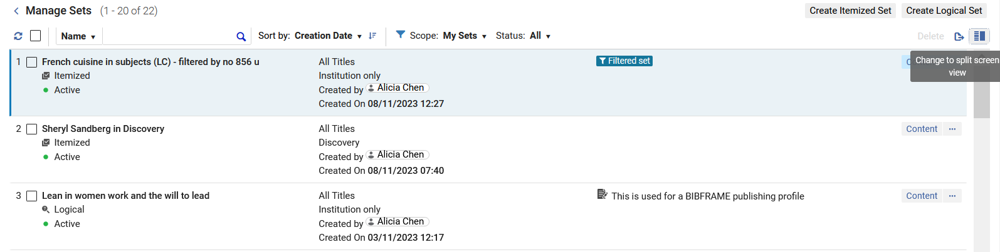 Manage Sets (1 - 20 of 22) Create Itemized Set Create Logical Set
Name Sort by: Creation Date Scope: My Sets Status: All Delete
Change to split screen view
1 French cuisine in subjects (LC) - filtered by no 856 u All Titles Filtered set
Itemized Institution only
Active Created by Alicia Chen
Created On 08/11/2023 12:27
2 Sheryl Sandberg in Discovery All Titles Content ...
Itemized Discovery
Active Created by Alicia Chen
Created On 08/11/2023 07:40
3 Lean in women work and the will to lead All Titles This is used for a BIBFRAME publishing profile Content ...
Logical Institution only
Active Created by Alicia Chen
Created On 03/11/2023 12:17